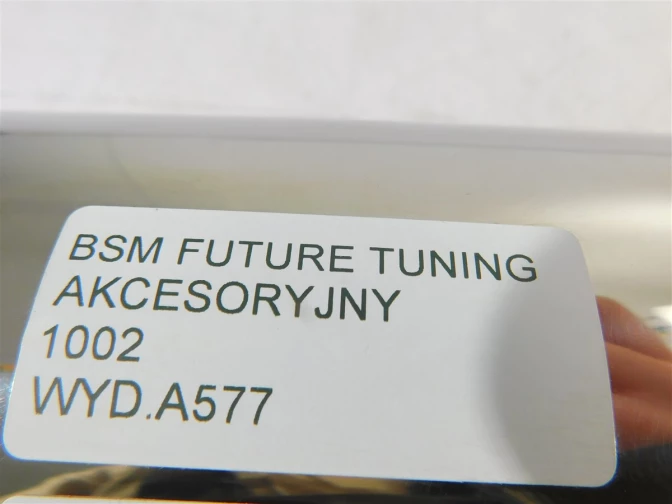 BSM FUTURE TUNING
AKCESORYJNY
1002
WYD.A577